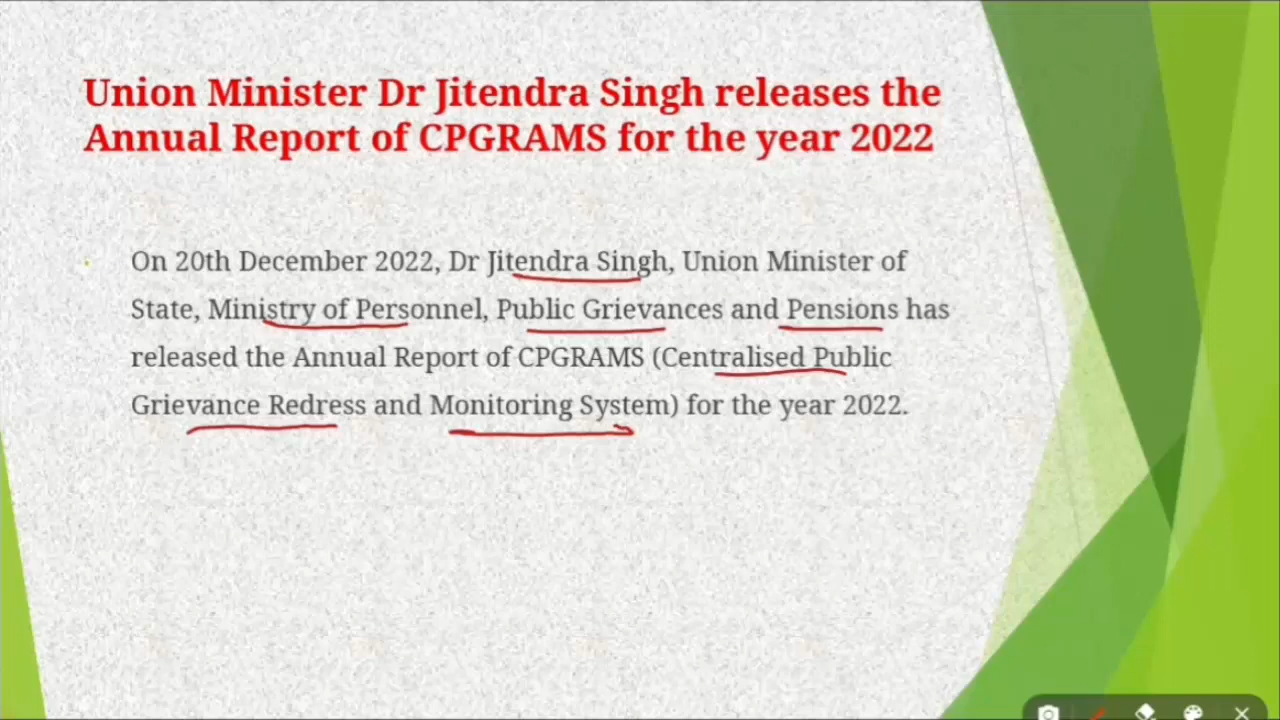 Union Minister Dr Jitendra Singh releases the
Annual Report of CPGRAMS for the year 2022
On 20th December 2022, Dr Jitendra Singh, Union Minister of
State, Ministry of Personnel, Public Grievances and Pensions has
released the Annual Report of CPGRAMS (Centralised Public
Grievance Redress and Monitoring System) for the year 2022.